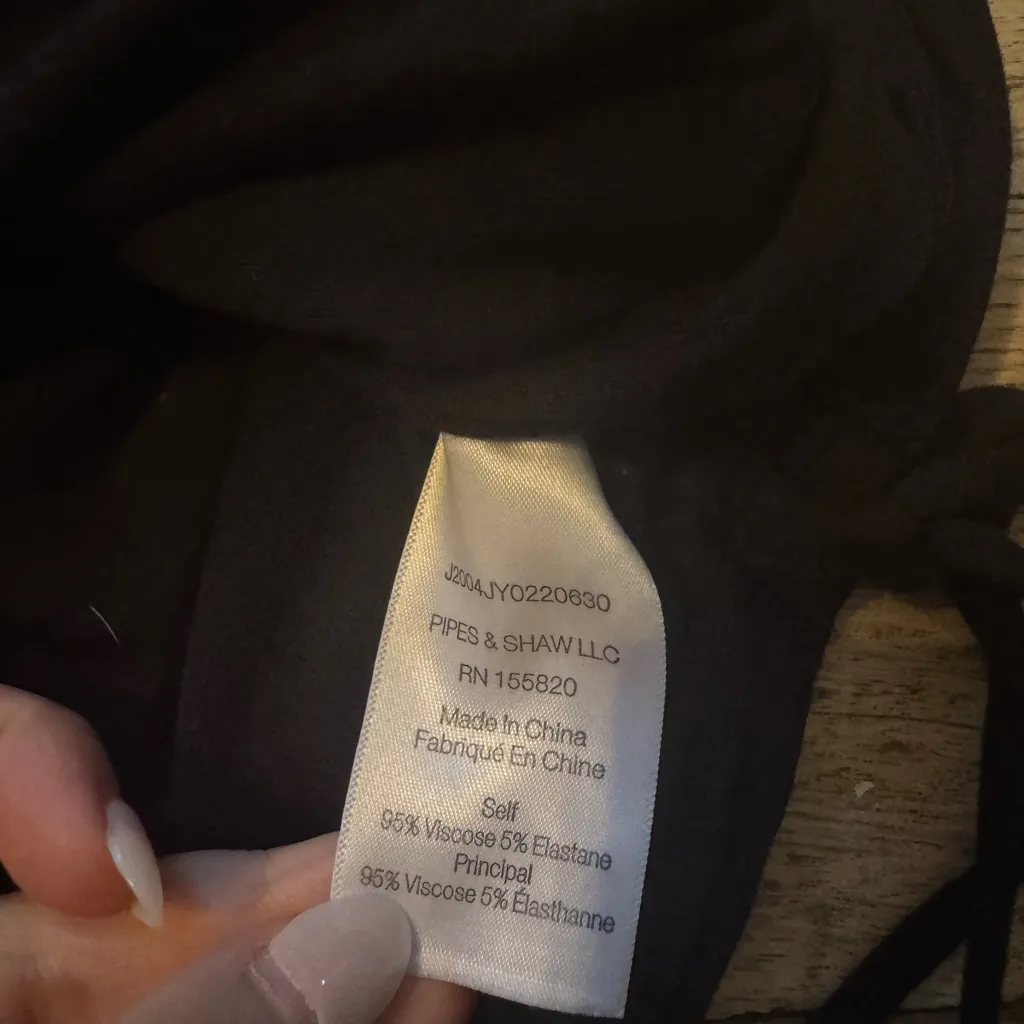 J2004JY0220630
PIPES & SHAW LLC
RN 155820
Made In China
Fabriqué En Chine
Self
95% Viscose 5% Elastane
Principal
95% Viscose 5% Élasthanne